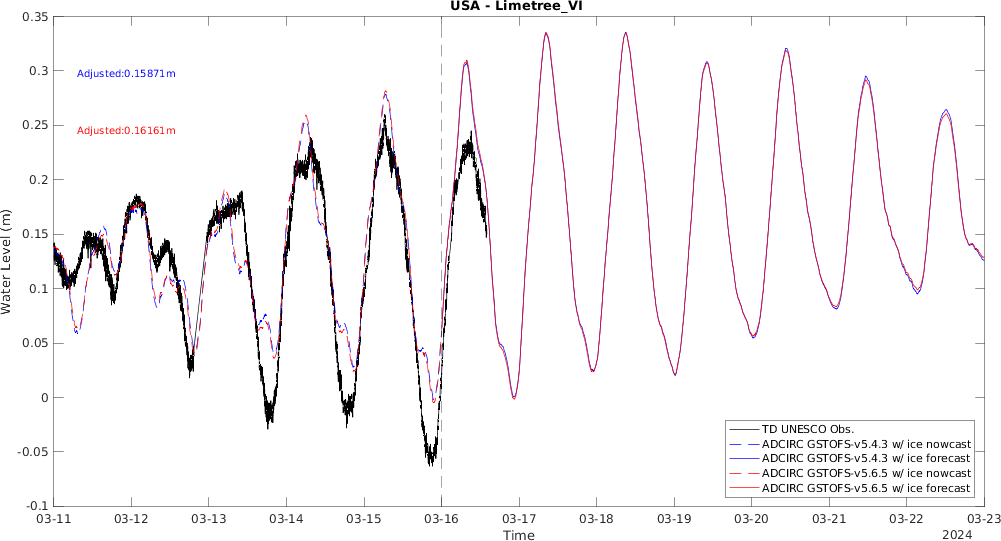 USA - Limetree_VI
0.35
0.3
0.25
0.2
0.15
0.1
0.05
0
-0.05
-0.1
Water Level (m)
Adjusted:0.15871m
Adjusted:0.16161m
TD UNESCO Obs.
ADCIRC GSTOFS-v5.4.3 w/ ice nowcast
ADCIRC GSTOFS-v5.4.3 w/ ice forecast
ADCIRC GSTOFS-v5.6.5 w/ ice nowcast
ADCIRC GSTOFS-v5.6.5 w/ ice forecast
03-11 03-12 03-13 03-14 03-15 03-16 03-17 03-18 03-19 03-20 03-21 03-22 03-23
Time
2024